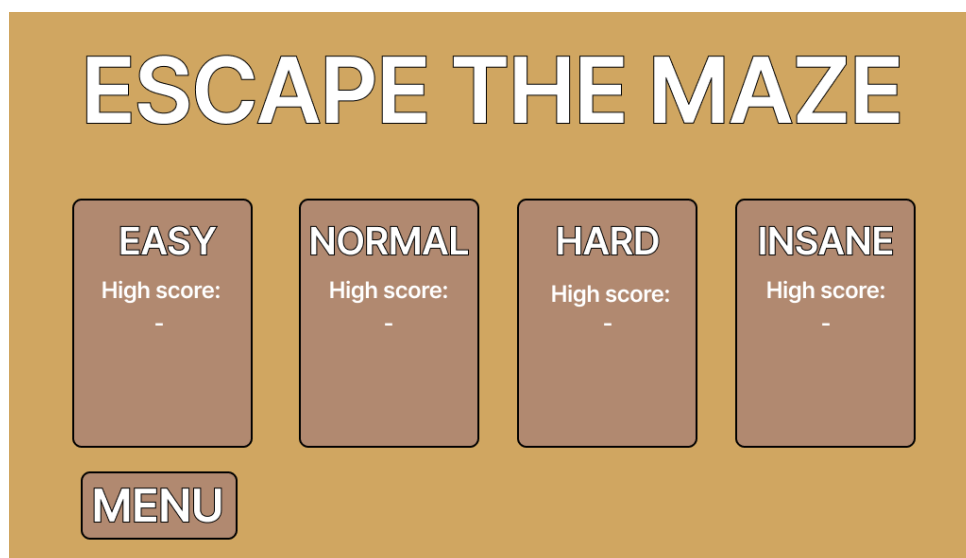 ESCAPE THE MAZE
EASY
High score:
-
NORMAL
High score:
-
HARD
High score:
-
INSANE
High score:
-
MENU